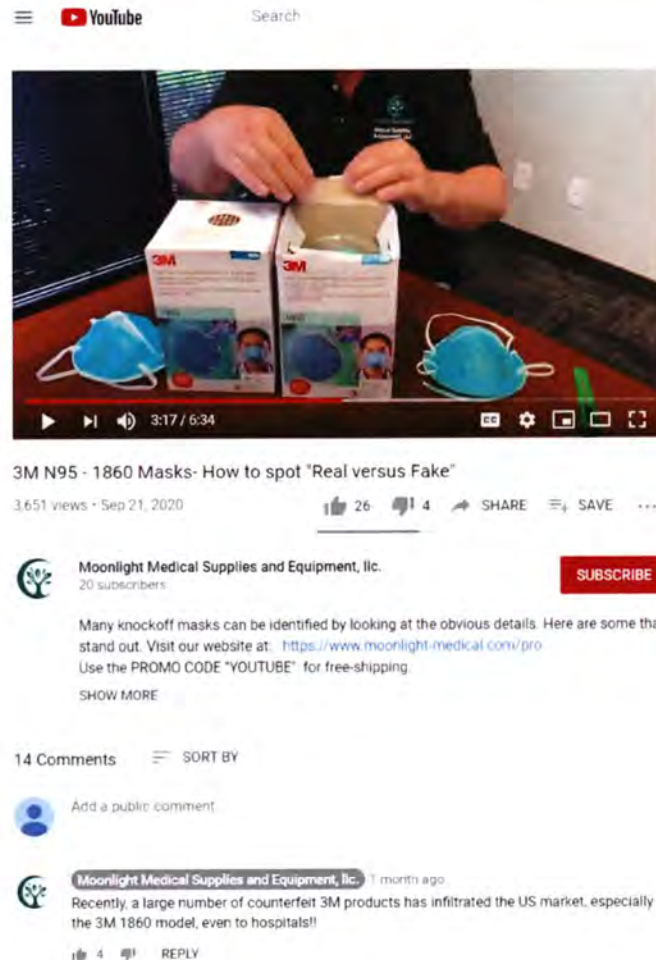 YouTube
Search
3M
3M
3:17 / 6:34
CC
3M N95 - 1860 Masks- How to spot "Real versus Fake"
3,651 views • Sep 21, 2020
26
4
SHARE
SAVE
Moonlight Medical Supplies and Equipment, llc.
20 subscribers
SUBSCRIBE
Many knockoff masks can be identified by looking at the obvious details. Here are some tha
stand out. Visit our website at: https://www.moonlight-medical.com/pro
Use the PROMO CODE "YOUTUBE" for free-shipping.
SHOW MORE
14 Comments
SORT BY
Add a public comment
Moonlight Medical Supplies and Equipment, llc. 1 month ago
Recently, a large number of counterfeit 3M products has infiltrated the US market, especially
the 3M 1860 model, even to hospitals!!
4
REPLY